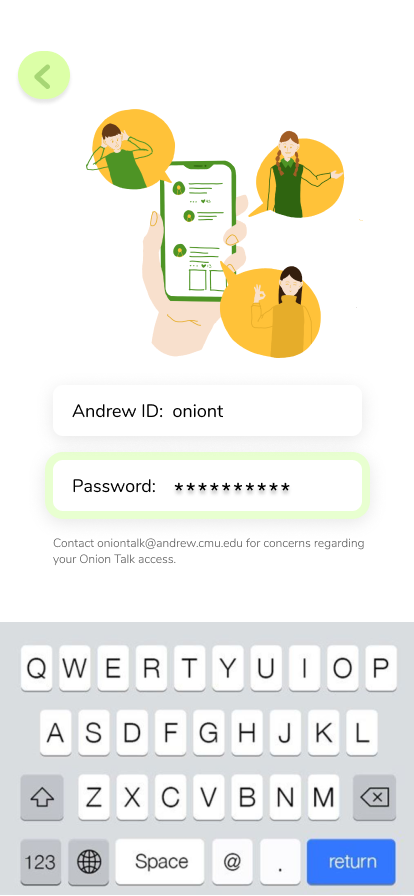 Andrew ID: oniont
Password: **********
Contact oniontalk@andrew.cmu.edu for concerns regarding
your Onion Talk access.
Q W E R T Y U I O P
A S D F G H J K L
Z X C V B N M
123 Space @ . return